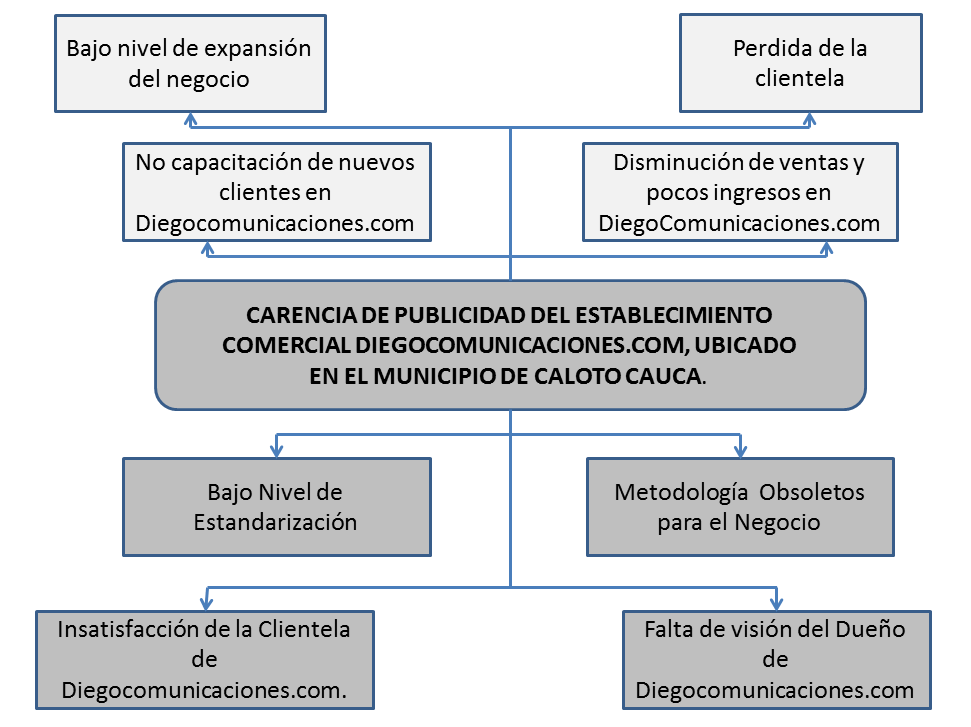 Bajo nivel de expansión
del negocio
Perdida de la
clientela
No capacitación de nuevos
clientes en
Diegocomunicaciones.com
Disminución de ventas y
pocos ingresos en
DiegoComunicaciones.com
CARENCIA DE PUBLICIDAD DEL ESTABLECIMIENTO
COMERCIAL DIEGOCOMUNICACIONES.COM, UBICADO
EN EL MUNICIPIO DE CALOTO CAUCA.
Bajo Nivel de
Estandarización
Metodología Obsoletos
para el Negocio
Insatisfacción de la Clientela
de
Diegocomunicaciones.com.
Falta de visión del Dueño
de
Diegocomunicaciones.com